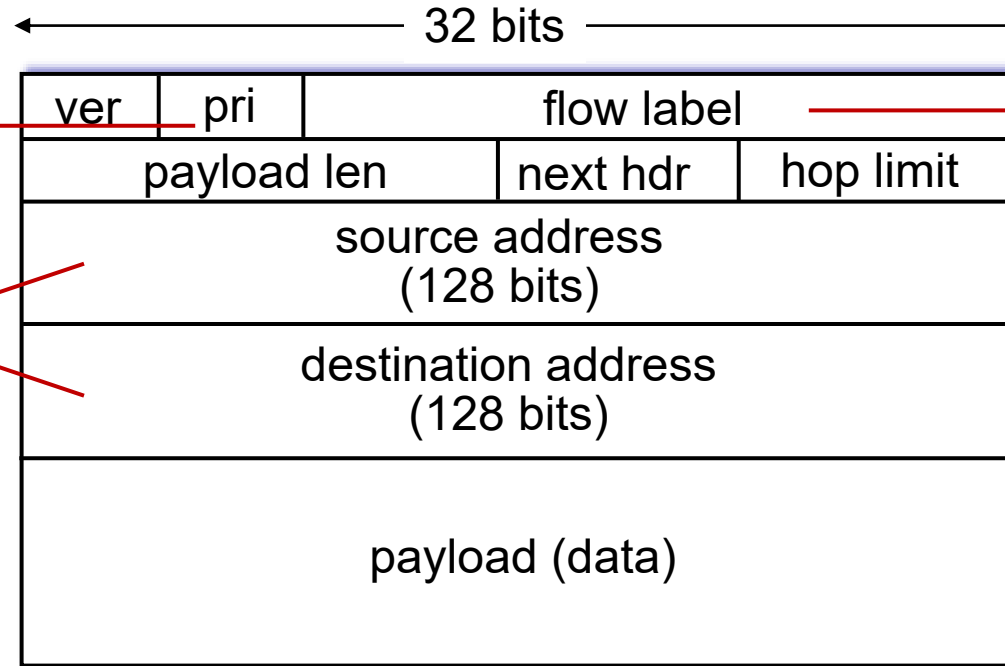 32 bits
ver pri flow label
payload len next hdr hop limit
source address
(128 bits)
destination address
(128 bits)
payload (data)